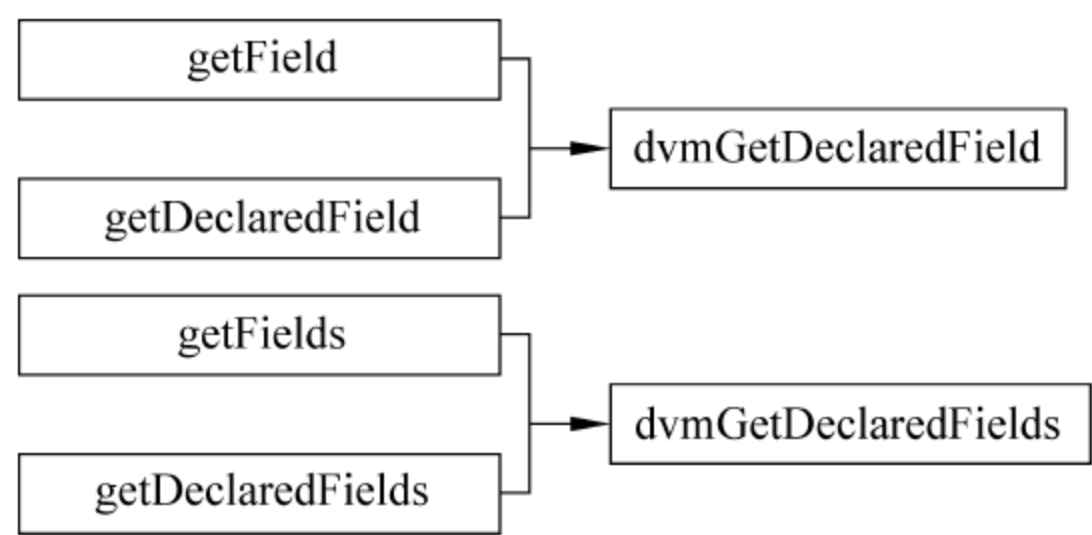 getField
getDeclaredField
dvmGetDeclaredField
getFields
getDeclaredFields
dvmGetDeclaredFields